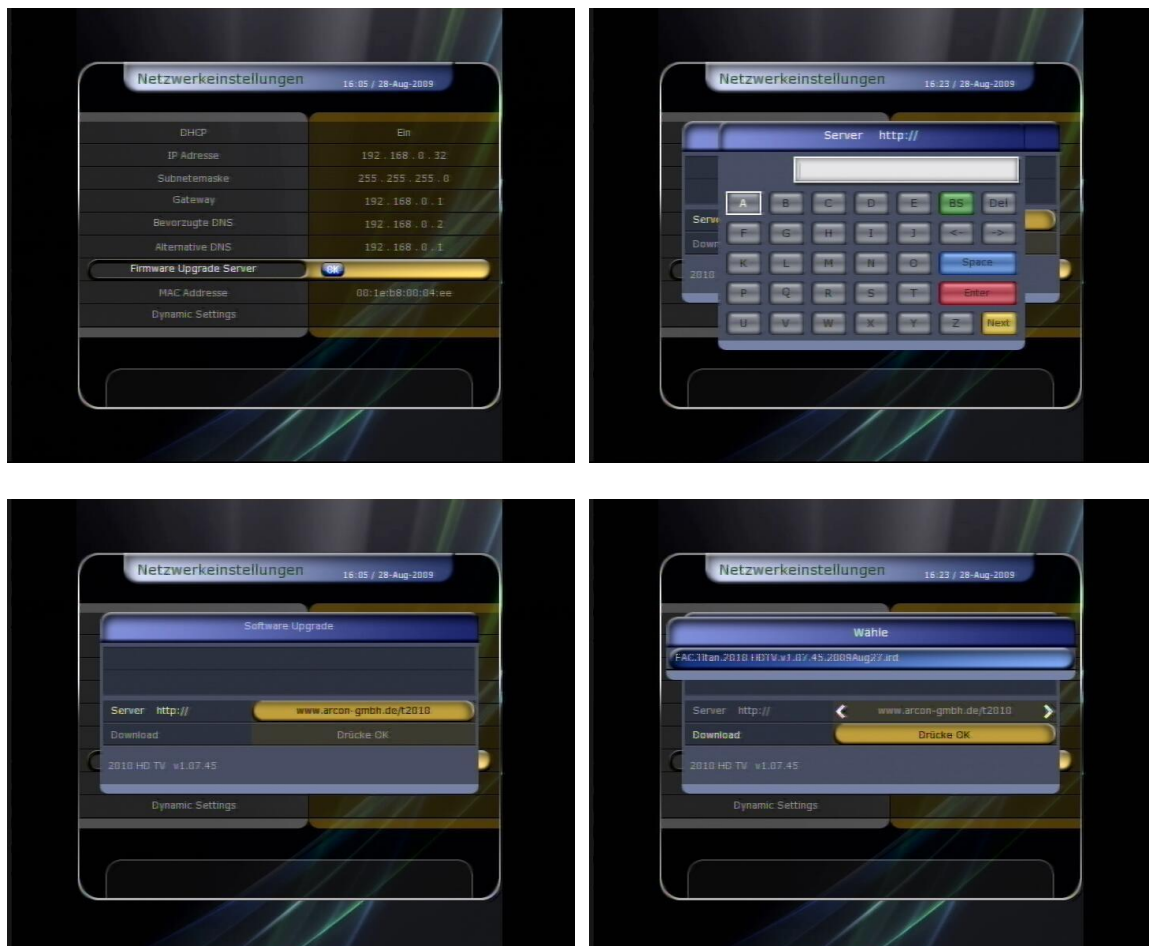 Netzwerkeinstellungen 16:05 / 28-Aug-2009
DHCP Ein
IP Adresse 192 . 168 . 0 . 32
Subnetemaske 255 . 255 . 255 . 0
Gateway 192 . 168 . 0 . 1
Bevorzugte DNS 192 . 168 . 0 . 2
Alternative DNS 192 . 168 . 0 . 1
Firmware Upgrade Server OK
MAC Addresse 00:1e:b8:00:04:ee
Dynamic Settings
Netzwerkeinstellungen 16:23 / 28-Aug-2009
Server http://
A B C D E BS Del
F G H I J <- ->
K L M N O Space
P Q R S T Enter
U V W X Y Z Next
Serve
Down
2010
Netzwerkeinstellungen 16:05 / 28-Aug-2009
Software Upgrade
Server http:// www.arcon-gmbh.de/t2010
Download Drücke OK
2010 HD TV v1.07.45
Dynamic Settings
Netzwerkeinstellungen 16:23 / 28-Aug-2009
Wähle
FAC.Titan.2010 HDTV.v1.07.45.2009Aug27.ird
Server http:// www.arcon-gmbh.de/t2010
Download Drücke OK
2010 HD TV v1.07.45
Dynamic Settings